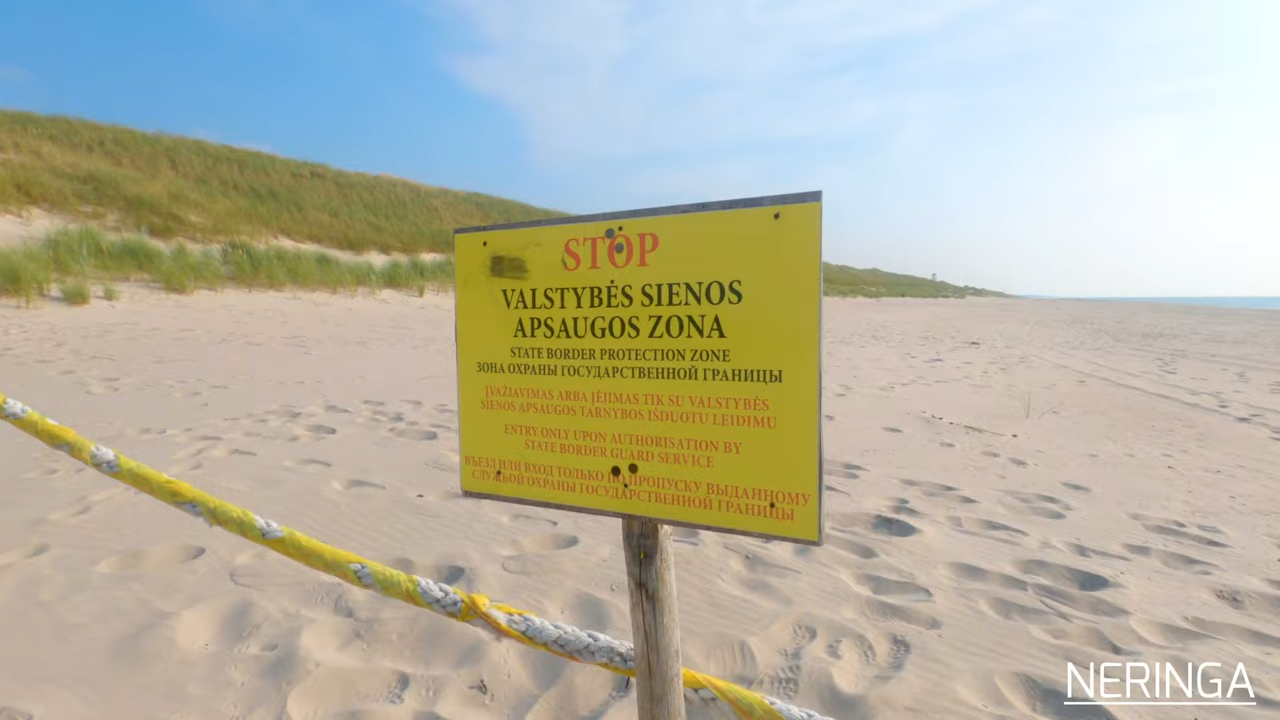 STOP
VALSTYBĖS SIENOS
APSAUGOS ZONA
STATE BORDER PROTECTION ZONE
ЗОНА ОХРАНЫ ГОСУДАРСТВЕННОЙ ГРАНИЦЫ
ĮVAŽIAVIMAS ARBA ĮĖJIMAS TIK SU VALSTYBĖS
SIENOS APSAUGOS TARNYBOS IŠDUOTU LEIDIMU
ENTRY ONLY UPON AUTHORISATION BY
STATE BORDER GUARD SERVICE
ВЪЕЗД ИЛИ ВХОД ТОЛЬКО ПО ПРОПУСКУ ВЫДАННОМУ
СЛУЖБОЙ ОХРАНЫ ГОСУДАРСТВЕННОЙ ГРАНИЦЫ
NERINGA